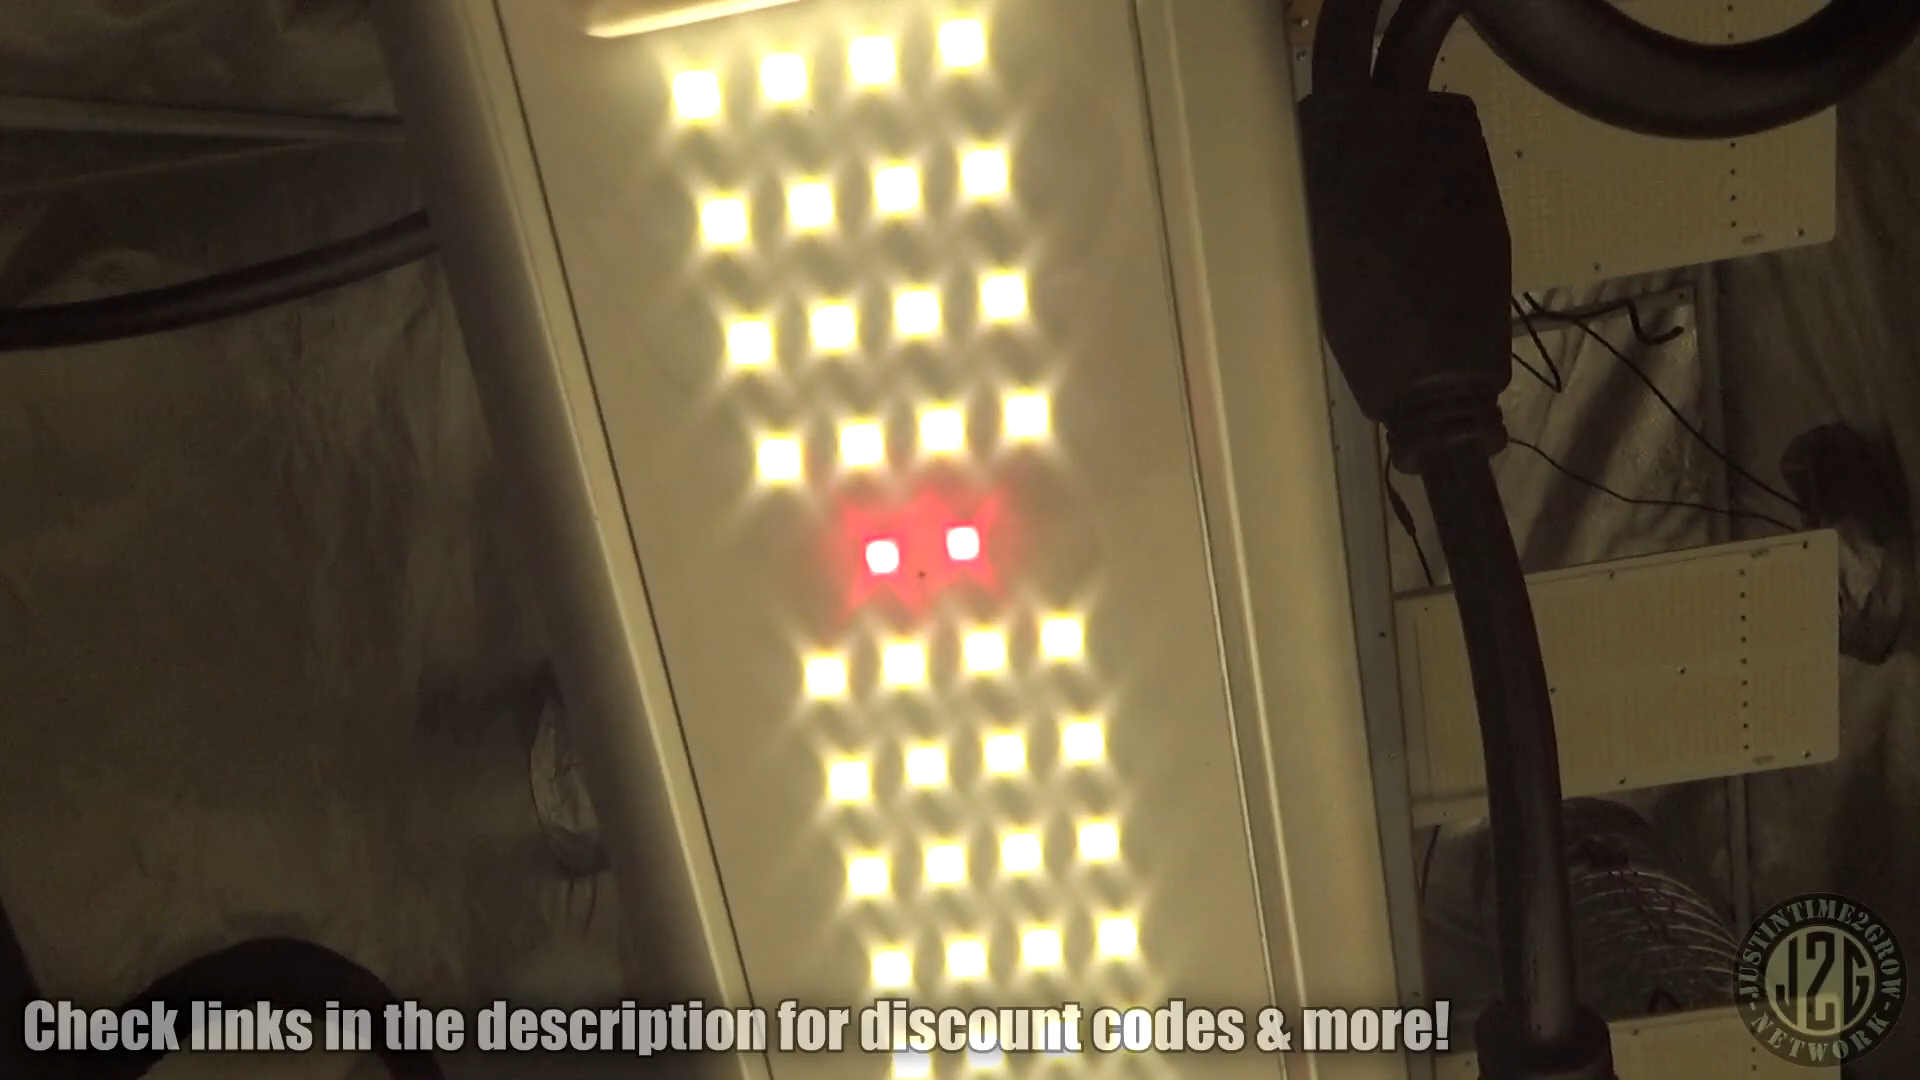 Check links in the description for discount codes & more!
JUSTINTIME2GROW
J2G
NETWORK